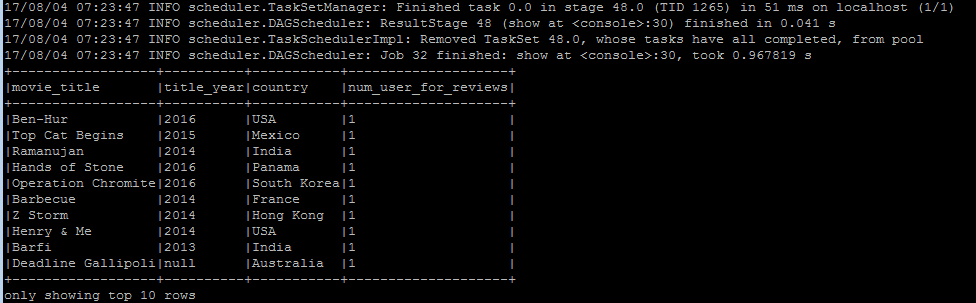 17/08/04 07:23:47 INFO scheduler.TaskSetManager: Finished task 0.0 in stage 48.0 (TID 1265) in 51 ms on localhost (1/1)
17/08/04 07:23:47 INFO scheduler.DAGScheduler: ResultStage 48 (show at <console>:30) finished in 0.041 s
17/08/04 07:23:47 INFO scheduler.TaskSchedulerImpl: Removed TaskSet 48.0, whose tasks have all completed, from pool
17/08/04 07:23:47 INFO scheduler.DAGScheduler: Job 32 finished: show at <console>:30, took 0.967819 s
+------------------+----------+-----------+--------------------+
|movie_title       |title_year|country    |num_user_for_reviews|
+------------------+----------+-----------+--------------------+
|Ben-Hur           |2016      |USA        |1                   |
|Top Cat Begins    |2015      |Mexico     |1                   |
|Ramanujan         |2014      |India      |1                   |
|Hands of Stone    |2016      |Panama     |1                   |
|Operation Chromite|2016      |South Korea|1                   |
|Barbecue          |2014      |France     |1                   |
|Z Storm           |2014      |Hong Kong  |1                   |
|Henry & Me        |2014      |USA        |1                   |
|Barfi             |2013      |India      |1                   |
|Deadline Gallipoli|null      |Australia  |1                   |
+------------------+----------+-----------+--------------------+
only showing top 10 rows